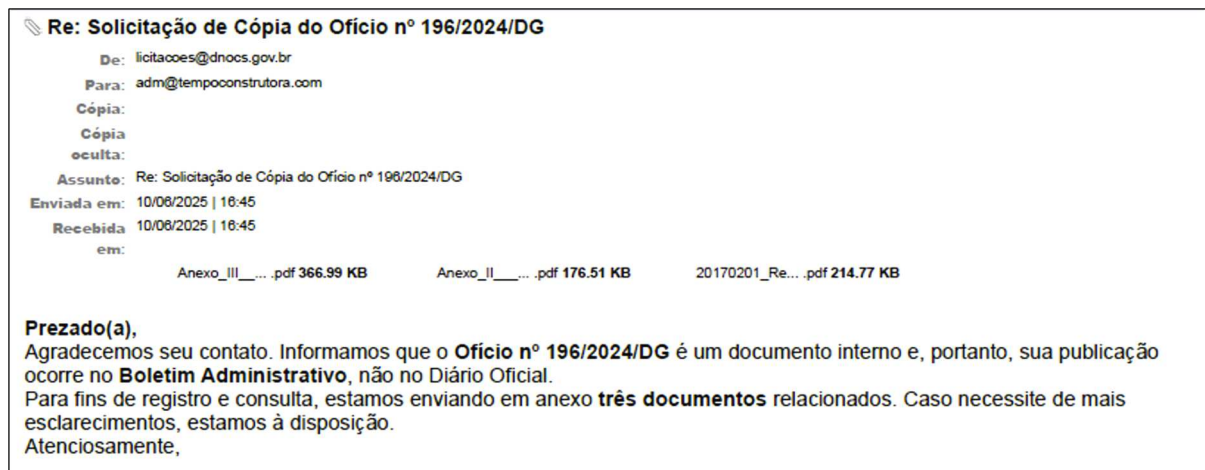 Re: Solicitação de Cópia do Ofício nº 196/2024/DG
De: licitacoes@dnocs.gov.br
Para: adm@tempoconstrutora.com
Cópia:
Cópia
oculta:
Assunto: Re: Solicitação de Cópia do Ofício nº 196/2024/DG
Enviada em: 10/06/2025 | 16:45
Recebida 10/06/2025 | 16:45
em:
Anexo_III__... .pdf 366.99 KB Anexo_II___... .pdf 176.51 KB 20170201_Re... .pdf 214.77 KB
Prezado(a),
Agradecemos seu contato. Informamos que o Ofício nº 196/2024/DG é um documento interno e, portanto, sua publicação
ocorre no Boletim Administrativo, não no Diário Oficial.
Para fins de registro e consulta, estamos enviando em anexo três documentos relacionados. Caso necessite de mais
esclarecimentos, estamos à disposição.
Atenciosamente,